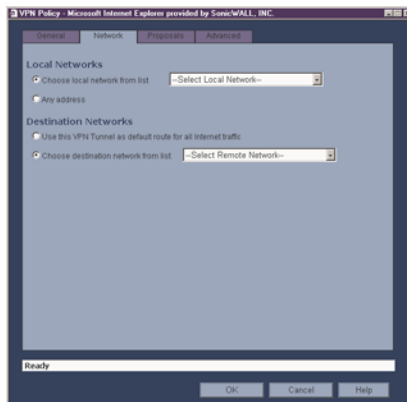 VPN Policy - Microsoft Internet Explorer provided by SonicWALL, INC.
General Network Proposals Advanced
Local Networks
Choose local network from list --Select Local Network--
Any address
Destination Networks
Use this VPN Tunnel as default route for all Internet traffic
Choose destination network from list --Select Remote Network--
Ready
OK Cancel Help